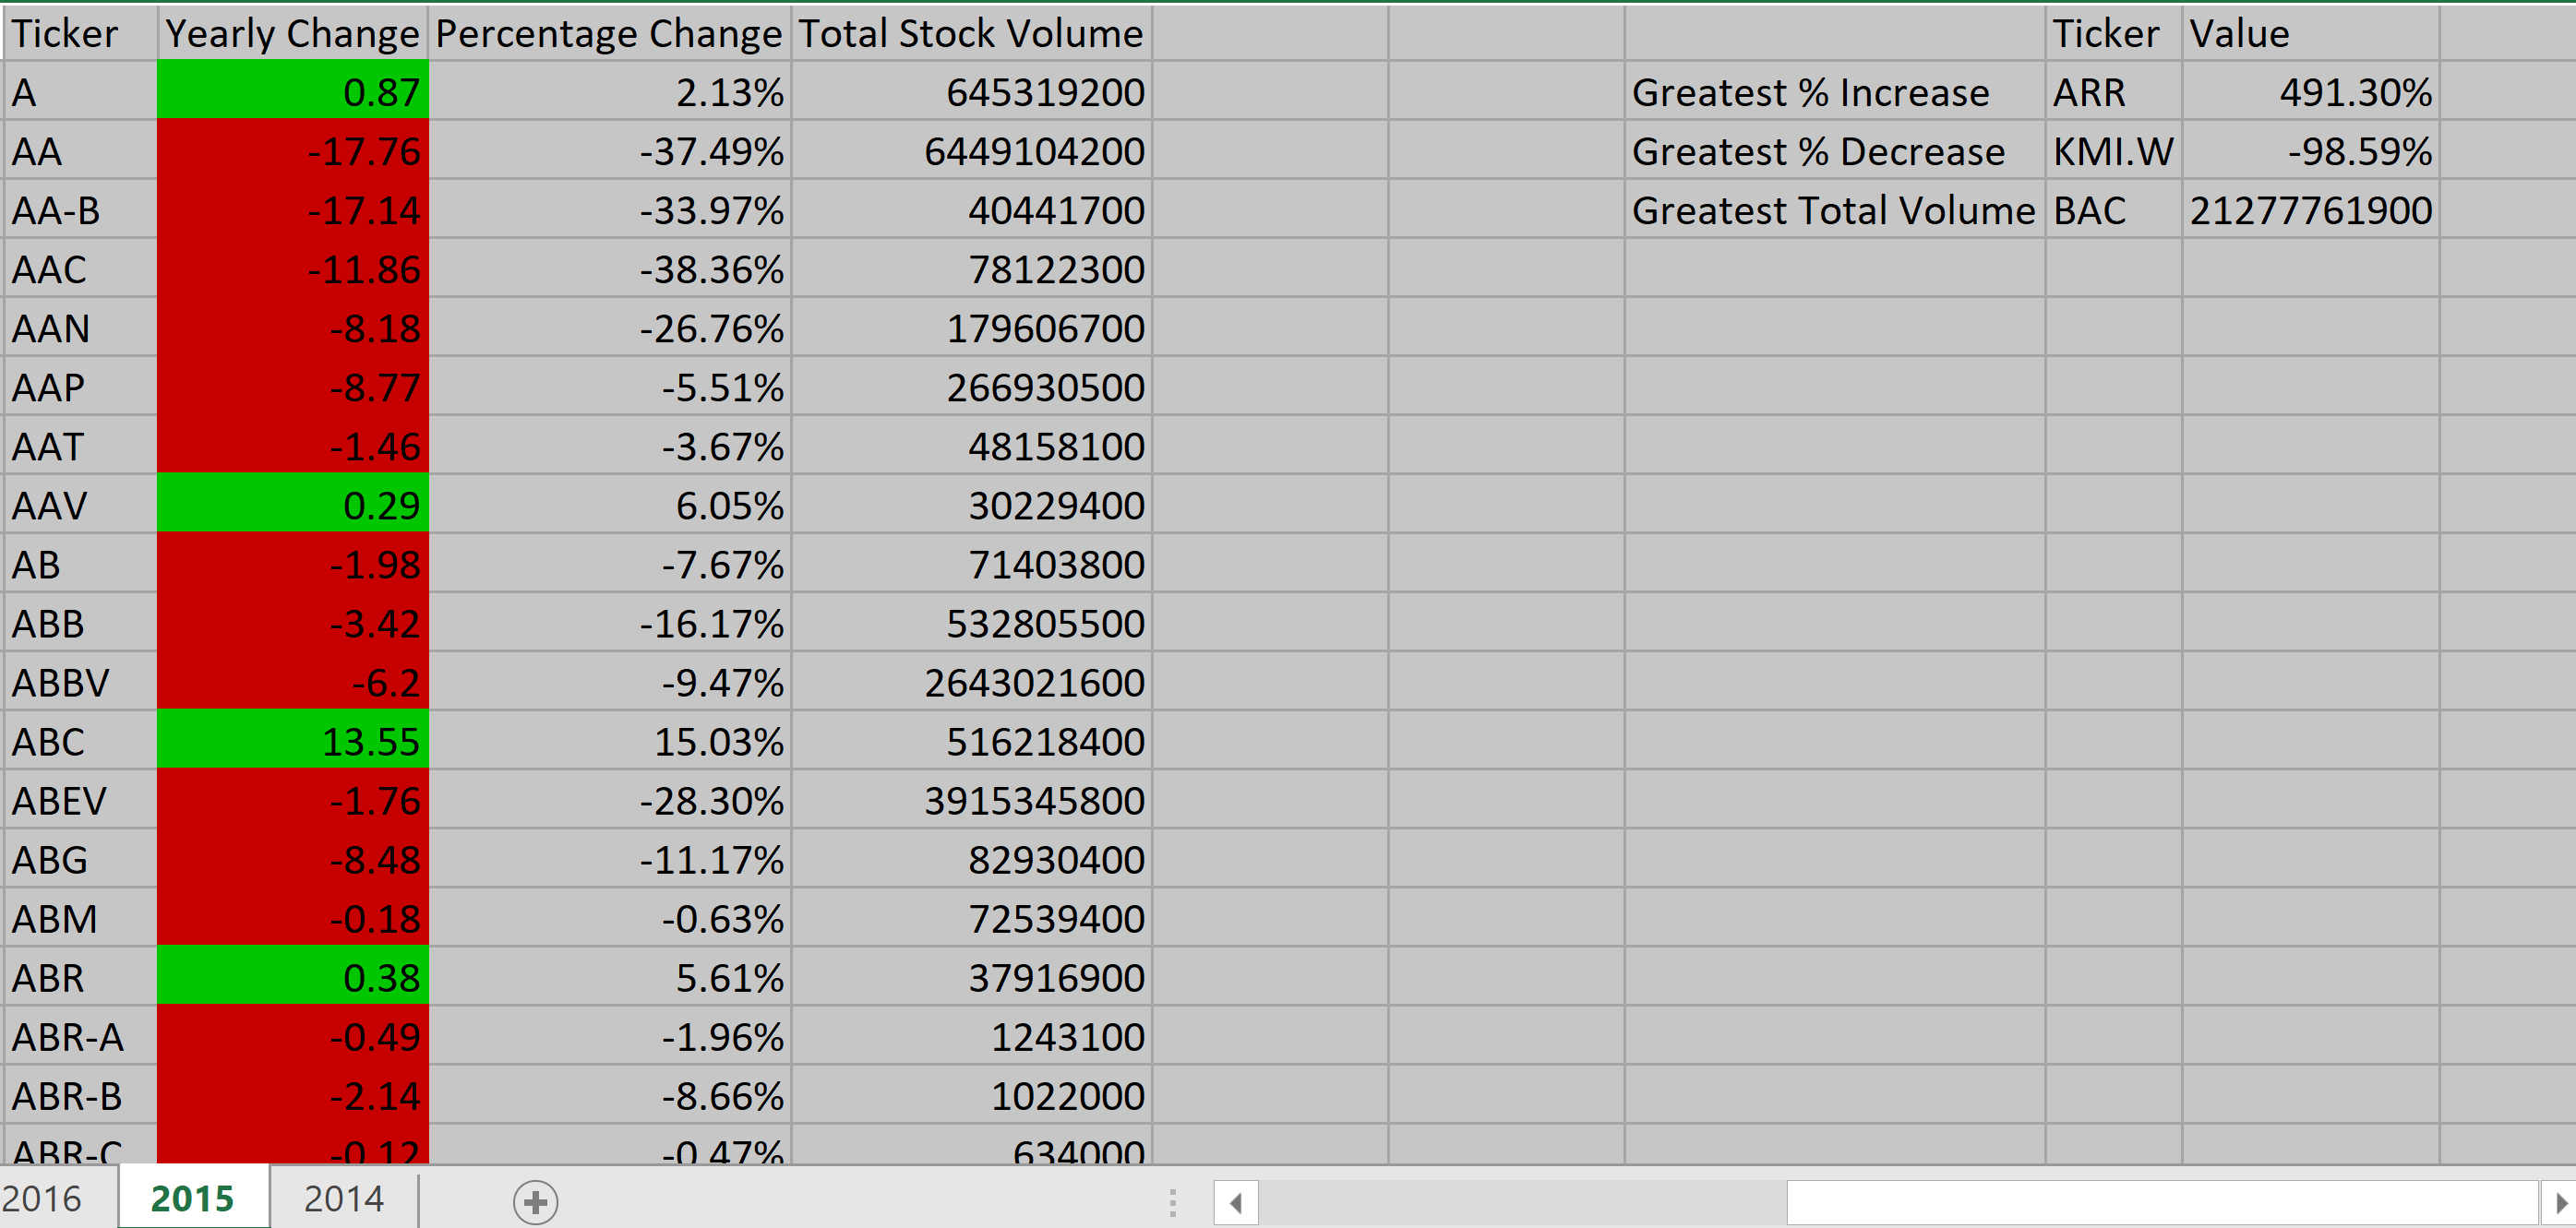 Ticker Yearly Change Percentage Change Total Stock Volume Ticker Value
A 0.87 2.13% 645319200 Greatest % Increase ARR 491.30%
AA -17.76 -37.49% 6449104200 Greatest % Decrease KMI.W -98.59%
AA-B -17.14 -33.97% 40441700 Greatest Total Volume BAC 21277761900
AAC -11.86 -38.36% 78122300
AAN -8.18 -26.76% 179606700
AAP -8.77 -5.51% 266930500
AAT -1.46 -3.67% 48158100
AAV 0.29 6.05% 30229400
AB -1.98 -7.67% 71403800
ABB -3.42 -16.17% 532805500
ABBV -6.2 -9.47% 2643021600
ABC 13.55 15.03% 516218400
ABEV -1.76 -28.30% 3915345800
ABG -8.48 -11.17% 82930400
ABM -0.18 -0.63% 72539400
ABR 0.38 5.61% 37916900
ABR-A -0.49 -1.96% 1243100
ABR-B -2.14 -8.66% 1022000
ABR-C -0.12 -0.47% 634000
2016 2015 2014